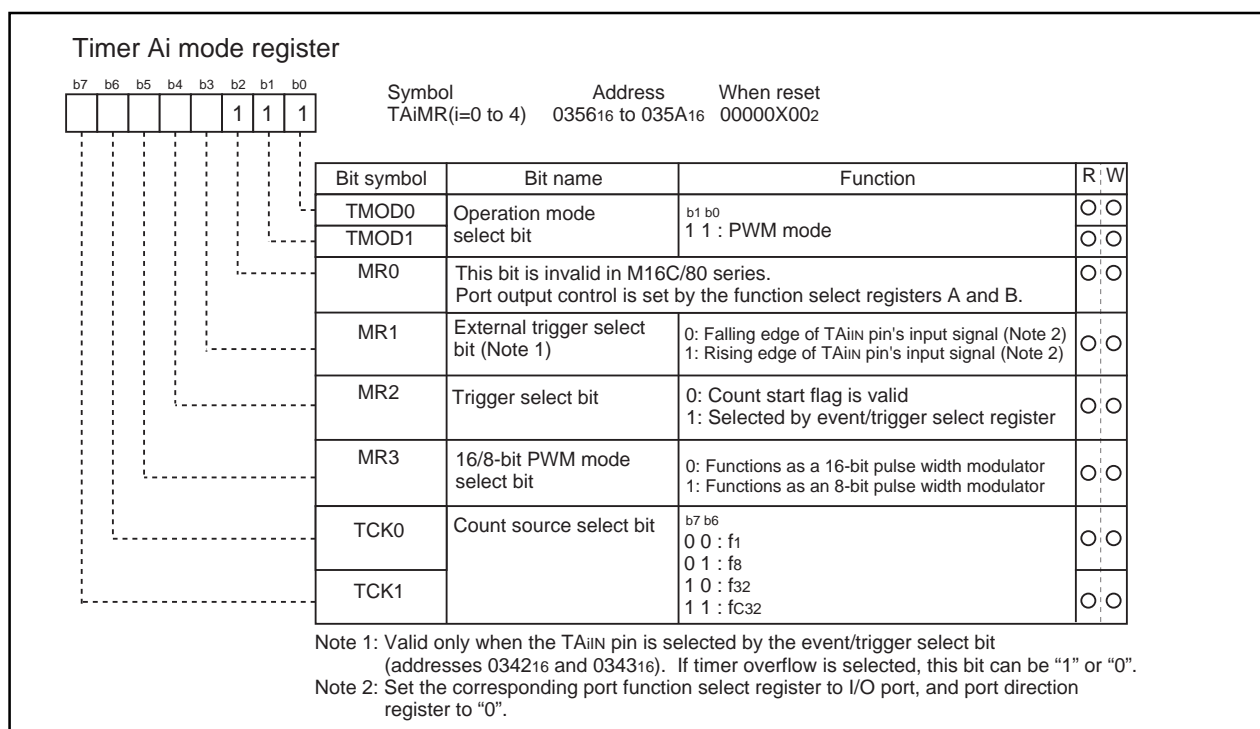 Timer Ai mode register
b7 b6 b5 b4 b3 b2 b1 b0
1 1 1
Symbol Address When reset
TAiMR(i=0 to 4) 035616 to 035A16 00000X002
Bit symbol Bit name Function R W
TMOD0 Operation mode select bit
TMOD1
b1 b0
1 1 : PWM mode
MR0 This bit is invalid in M16C/80 series.
Port output control is set by the function select registers A and B.
MR1 External trigger select
bit (Note 1)
0: Falling edge of TAiIN pin's input signal (Note 2)
1: Rising edge of TAiIN pin's input signal (Note 2)
MR2 Trigger select bit
0: Count start flag is valid
1: Selected by event/trigger select register
MR3 16/8-bit PWM mode
select bit
0: Functions as a 16-bit pulse width modulator
1: Functions as an 8-bit pulse width modulator
TCK0 Count source select bit
b7 b6
0 0 : f1
0 1 : f8
TCK1
1 0 : f32
1 1 : fC32
Note 1: Valid only when the TAiIN pin is selected by the event/trigger select bit
(addresses 034216 and 034316). If timer overflow is selected, this bit can be “1” or “0”.
Note 2: Set the corresponding port function select register to I/O port, and port direction
register to “0”.